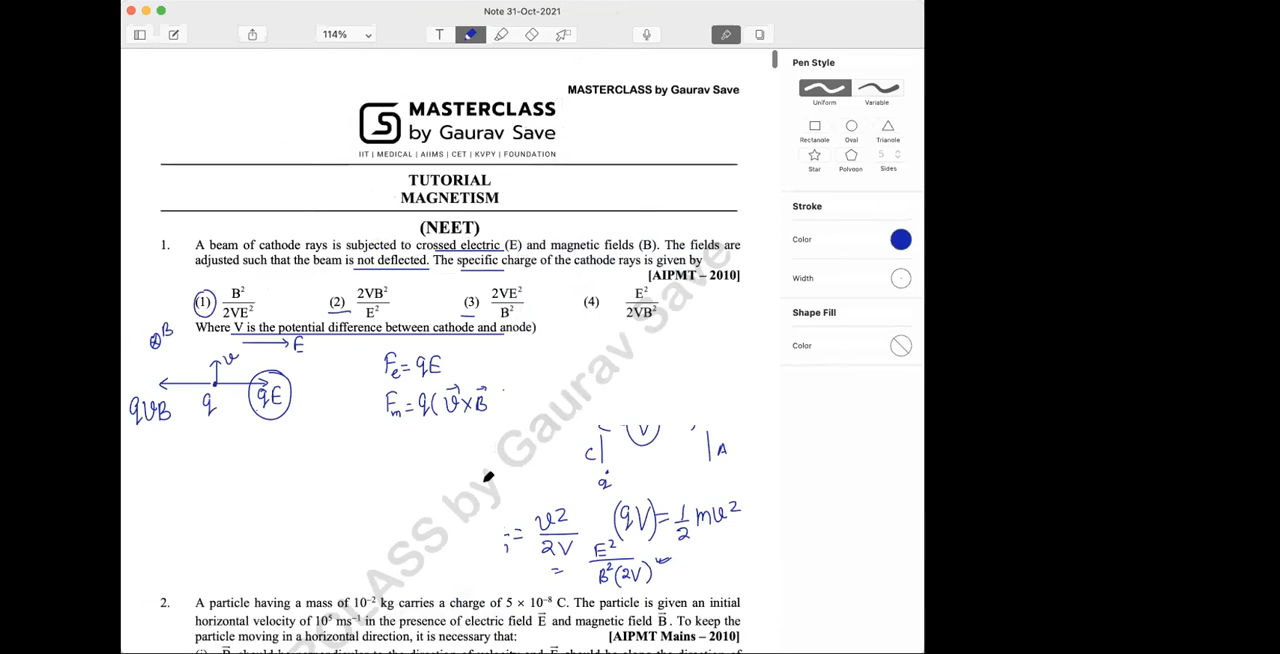 Note 31-Oct-2021
114%
T
Pen Style
Uniform Variable
Rectangle Oval Triangle
5
Star Polygon Sides
Stroke
Color
Width
Shape Fill
Color
MASTERCLASS by Gaurav Save
MASTERCLASS
by Gaurav Save
IIT | MEDICAL | AIIMS | CET | KVPY | FOUNDATION
TUTORIAL
MAGNETISM
(NEET)
1. A beam of cathode rays is subjected to crossed electric (E) and magnetic fields (B). The fields are
adjusted such that the beam is not deflected. The specific charge of the cathode rays is given by
[AIPMT – 2010]
(1) B²/2VE² (2) 2VB²/E² (3) 2VE²/B² (4) E²/2VB²
Where V is the potential difference between cathode and anode)
B
E
v
qVB q qE
Fe = qE
Fm = q(v × B
V
C A
q
= v2/2V (qV) = 1/2 mv2
= E²/B²(2V)
CLASS by Gaurav Save
2. A particle having a mass of 10⁻² kg carries a charge of 5 × 10⁻⁸ C. The particle is given an initial
horizontal velocity of 10⁵ ms⁻¹ in the presence of electric field E and magnetic field B. To keep the
particle moving in a horizontal direction, it is necessary that:
[AIPMT Mains – 2010]